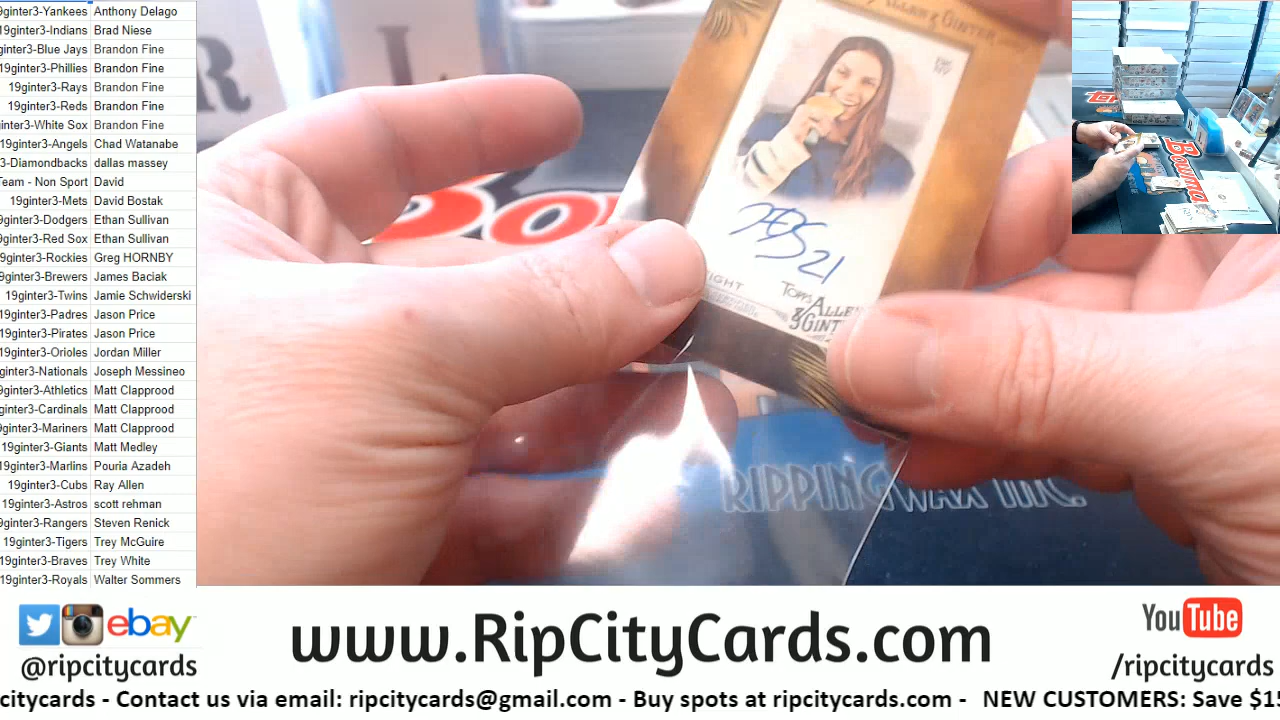 ginter3-Yankees Anthony Delago
19ginter3-Indians Brad Niese
ginter3-Blue Jays Brandon Fine
19ginter3-Phillies Brandon Fine
19ginter3-Rays Brandon Fine
19ginter3-Reds Brandon Fine
ginter3-White Sox Brandon Fine
19ginter3-Angels Chad Watanabe
3-Diamondbacks dallas massey
Team - Non Sport David
19ginter3-Mets David Bostak
9ginter3-Dodgers Ethan Sullivan
9ginter3-Red Sox Ethan Sullivan
9ginter3-Rockies Greg HORNBY
9ginter3-Brewers James Baciak
19ginter3-Twins Jamie Schwiderski
19ginter3-Padres Jason Price
19ginter3-Pirates Jason Price
19ginter3-Orioles Jordan Miller
ginter3-Nationals Joseph Messineo
9ginter3-Athletics Matt Clapprood
ginter3-Cardinals Matt Clapprood
9ginter3-Mariners Matt Clapprood
19ginter3-Giants Matt Medley
19ginter3-Marlins Pouria Azadeh
19ginter3-Cubs Ray Allen
19ginter3-Astros scott rehman
9ginter3-Rangers Steven Renick
19ginter3-Tigers Trey McGuire
19ginter3-Braves Trey White
19ginter3-Royals Walter Sommers
ALLEN & GINTER
21
IGHT
TOPPS
ALLEN
& GINT
Bowma
RIPPINGWAX INC.
ebay
@ripcitycards
www.RipCityCards.com
YouTube
/ripcitycards
citycards - Contact us via email: ripcitycards@gmail.com - Buy spots at ripcitycards.com - NEW CUSTOMERS: Save $15